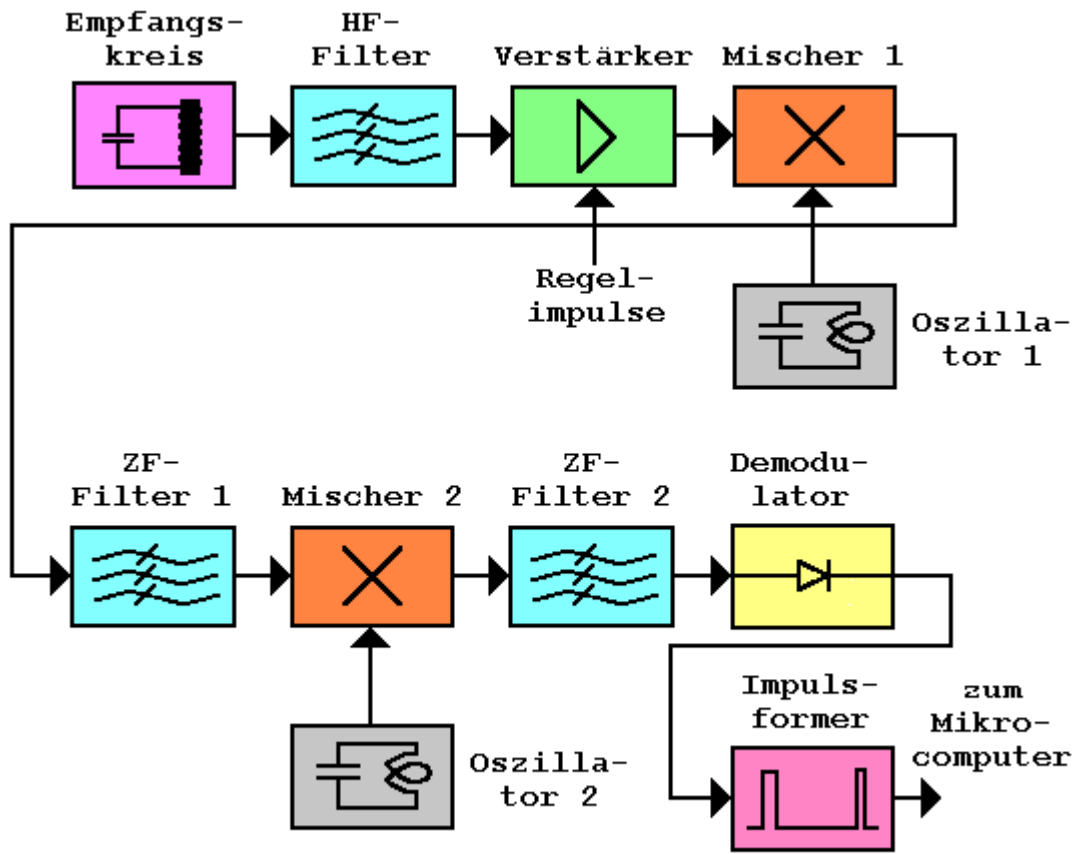 Empfangs-
kreis
HF-
Filter
Verstärker
Mischer 1
Regel-
impulse
Oszilla-
tor 1
ZF-
Filter 1
Mischer 2
ZF-
Filter 2
Demodu-
lator
Oszilla-
tor 2
Impuls-
former
zum
Mikro-
computer